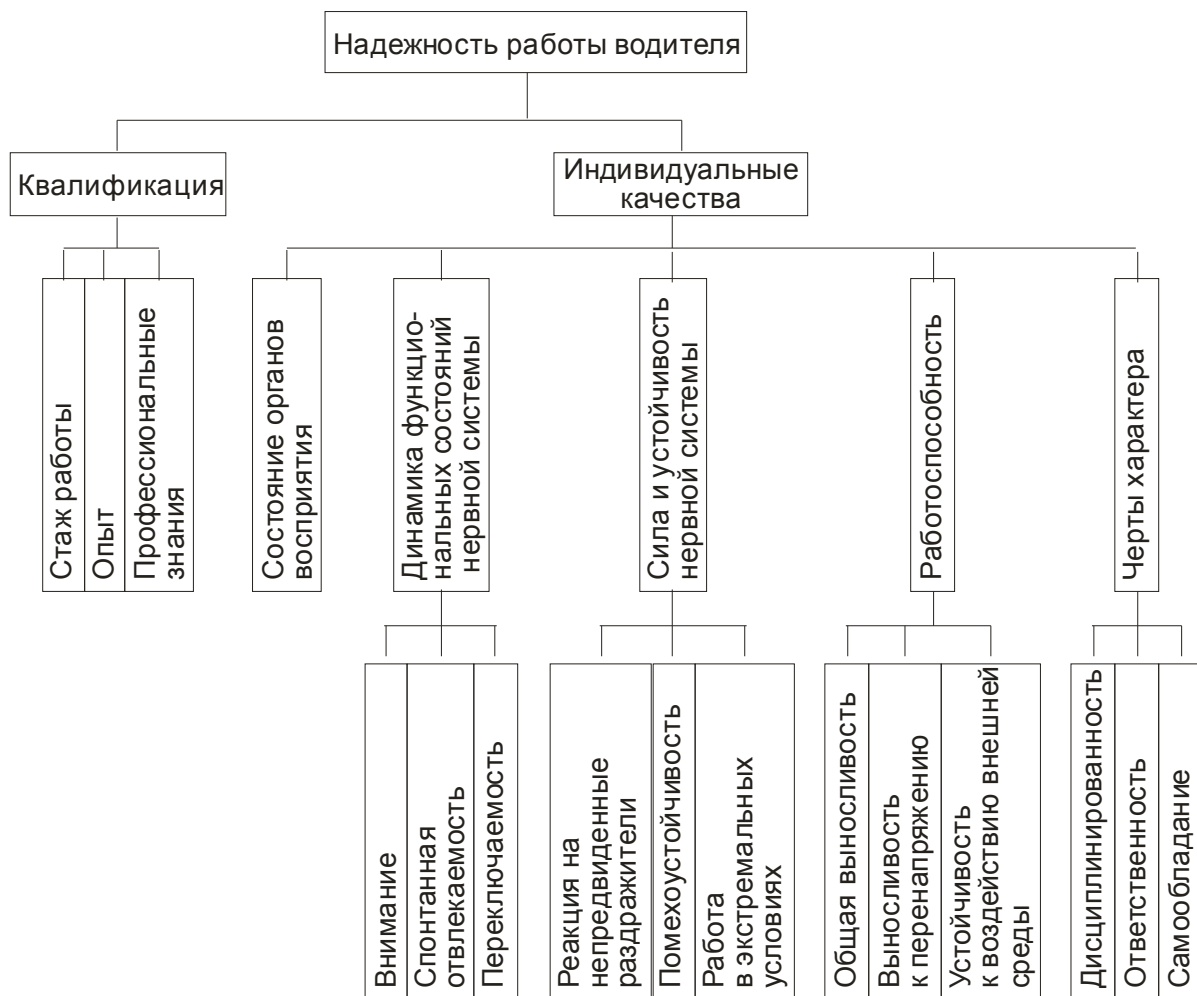 Надежность работы водителя
Квалификация
Индивидуальные
качества
Стаж работы
Опыт
Профессиональные
знания
Состояние органов
восприятия
Динамика функцио-
нальных состояний
нервной системы
Сила и устойчивость
нервной системы
Работоспособность
Черты характера
Внимание
Спонтанная
отвлекаемость
Переключаемость
Реакция на
непредвиденные
раздражители
Помехоустойчивость
Работа
в экстремальных
условиях
Общая выносливость
Выносливость
к перенапряжению
Устойчивость
к воздействию внешней
среды
Дисциплинированность
Ответственность
Самообладание